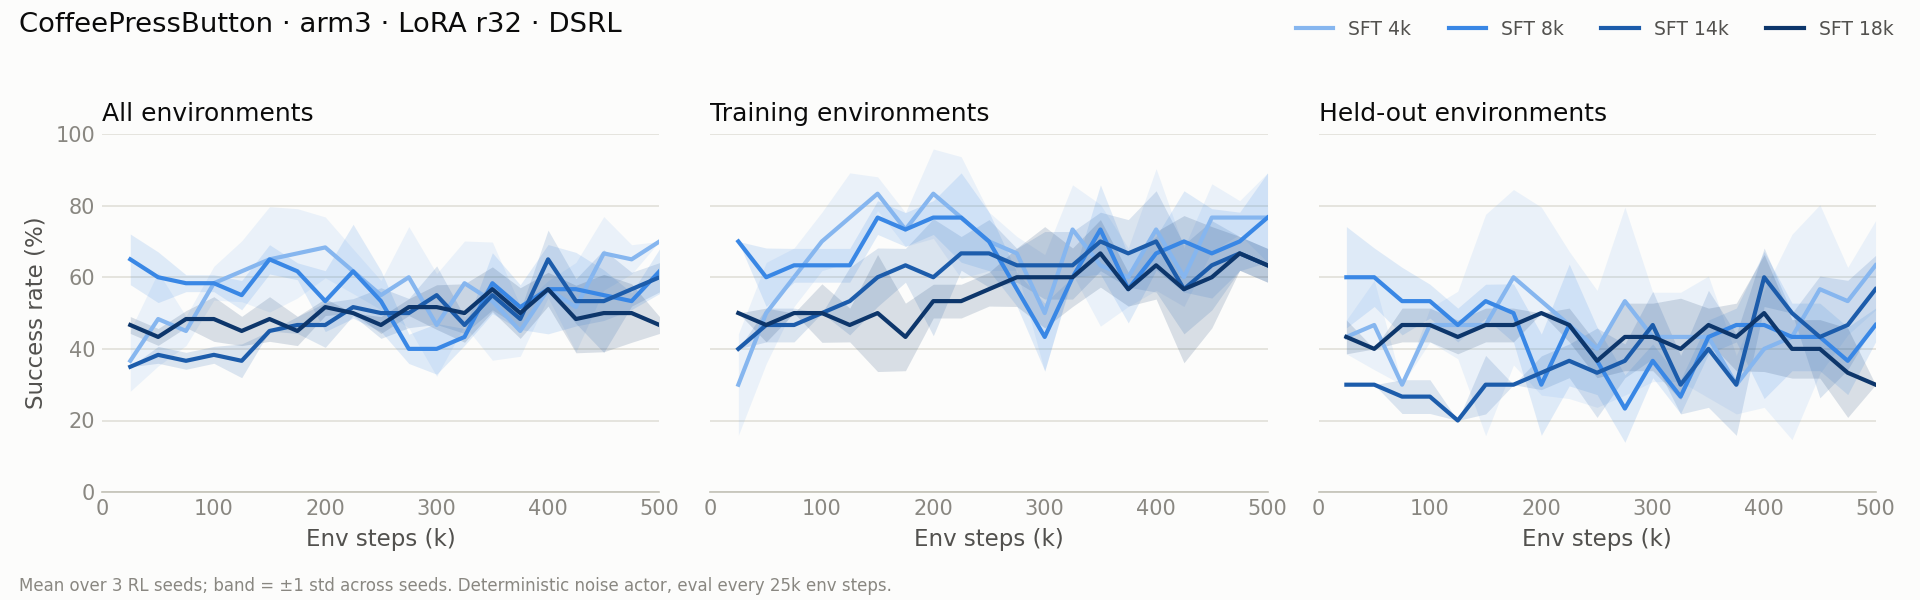 CoffeePressButton · arm3 · LoRA r32 · DSRL
SFT 4k SFT 8k SFT 14k SFT 18k
All environments
Training environments
Held-out environments
Success rate (%)
100
80
60
40
20
0
0 100 200 300 400 500
0 100 200 300 400 500
0 100 200 300 400 500
Env steps (k)
Env steps (k)
Env steps (k)
Mean over 3 RL seeds; band = ±1 std across seeds. Deterministic noise actor, eval every 25k env steps.